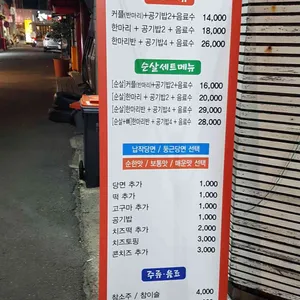 커플(반마리)+공기밥2+음료수 14,000
한마리 + 공기밥2 + 음료수 18,000
한마리반 + 공기밥4 + 음료수 26,000
순살세트메뉴
[순살]커플(반마리)+공기밥2+음료수 16,000
[순살]한마리 + 공기밥2 + 음료수 20,000
[순살]한마리반 + 공기밥4 + 음료수 29,000
[순살+뼈]한마리반 + 공기밥4 + 음료수 28,000
납작당면 / 둥근당면 선택
순한맛 / 보통맛 / 매운맛 선택
당면 추가 1,000
떡 추가 1,000
고구마 추가 1,000
공기밥 1,000
치즈떡 추가 2,000
치즈토핑 3,000
콘치즈 추가 3,000
주류·음료
참소주 / 참이슬 4,000